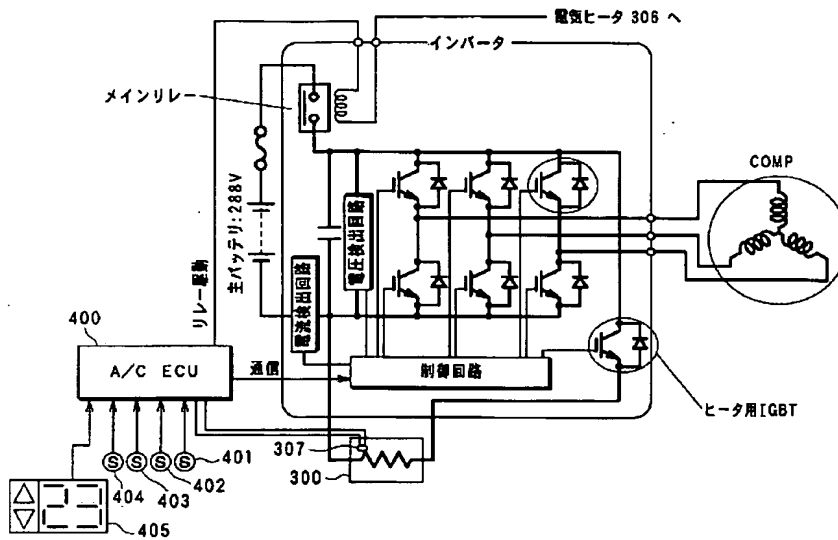 電気ヒータ 306 へ
インバータ
メインリレー
COMP
主バッテリ:288V
電圧検出回路
リレー駆動
電流検出回路
400
A/C ECU
通信
制御回路
ヒータ用IGBT
307
300
S
S
S
S
401
402
403
404
23
405